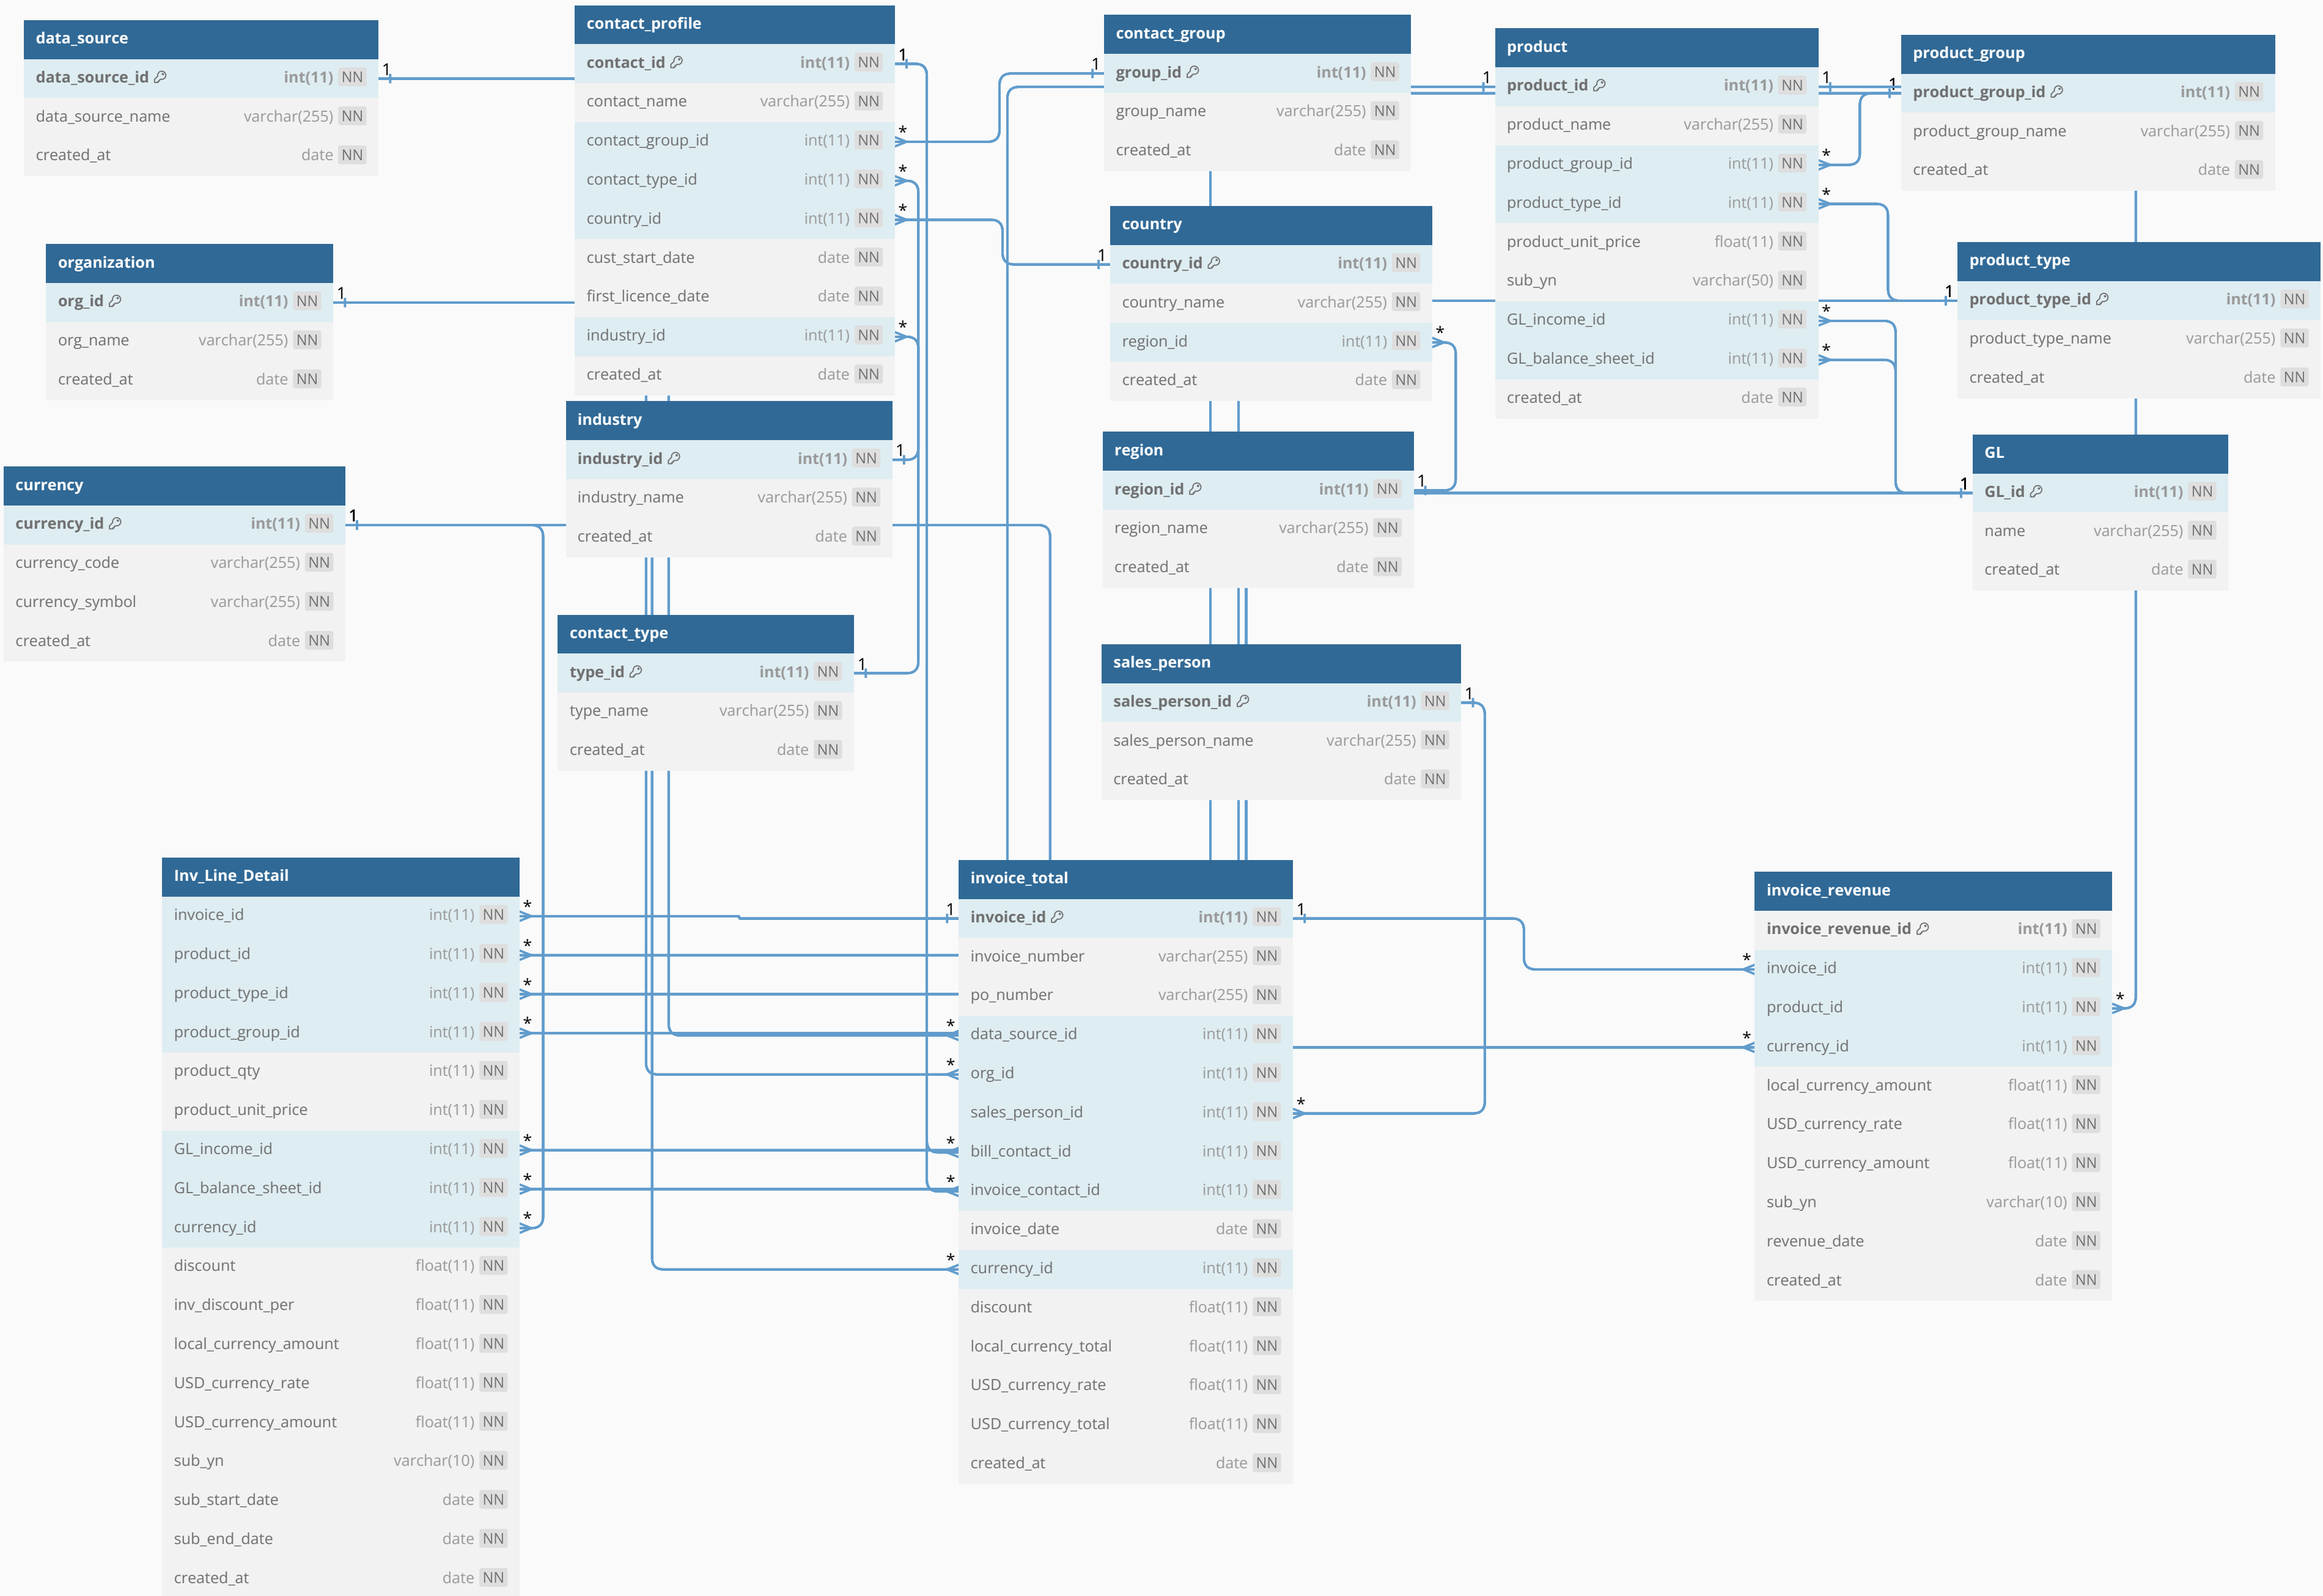 data_source
data_source_id int(11) NN
data_source_name varchar(255) NN
created_at date NN
1
organization
org_id int(11) NN
org_name varchar(255) NN
created_at date NN
1
currency
currency_id int(11) NN
currency_code varchar(255) NN
currency_symbol varchar(255) NN
created_at date NN
1
contact_profile
contact_id int(11) NN 1
contact_name varchar(255) NN
contact_group_id int(11) NN *
contact_type_id int(11) NN *
country_id int(11) NN *
cust_start_date date NN
first_licence_date date NN
industry_id int(11) NN *
created_at date NN
industry
industry_id int(11) NN 1
industry_name varchar(255) NN
created_at date NN
contact_type
type_id int(11) NN 1
type_name varchar(255) NN
created_at date NN
contact_group
1 group_id int(11) NN
group_name varchar(255) NN
created_at date NN
country
1 country_id int(11) NN
country_name varchar(255) NN
region_id int(11) NN *
created_at date NN
region
region_id int(11) NN 1
region_name varchar(255) NN
created_at date NN
sales_person
sales_person_id int(11) NN 1
sales_person_name varchar(255) NN
created_at date NN
product
1 product_id int(11) NN 1
product_name varchar(255) NN
product_group_id int(11) NN *
product_type_id int(11) NN *
product_unit_price float(11) NN
sub_yn varchar(50) NN
GL_income_id int(11) NN *
GL_balance_sheet_id int(11) NN *
created_at date NN
product_group
1 product_group_id int(11) NN
product_group_name varchar(255) NN
created_at date NN
product_type
1 product_type_id int(11) NN
product_type_name varchar(255) NN
created_at date NN
GL
1 GL_id int(11) NN
name varchar(255) NN
created_at date NN
Inv_Line_Detail
invoice_id int(11) NN *
product_id int(11) NN *
product_type_id int(11) NN *
product_group_id int(11) NN *
product_qty int(11) NN
product_unit_price int(11) NN
GL_income_id int(11) NN *
GL_balance_sheet_id int(11) NN *
currency_id int(11) NN *
discount float(11) NN
inv_discount_per float(11) NN
local_currency_amount float(11) NN
USD_currency_rate float(11) NN
USD_currency_amount float(11) NN
sub_yn varchar(10) NN
sub_start_date date NN
sub_end_date date NN
created_at date NN
invoice_total
1 invoice_id int(11) NN 1
invoice_number varchar(255) NN
po_number varchar(255) NN
* data_source_id int(11) NN
* org_id int(11) NN
sales_person_id int(11) NN *
* bill_contact_id int(11) NN
* invoice_contact_id int(11) NN
invoice_date date NN
* currency_id int(11) NN
discount float(11) NN
local_currency_total float(11) NN
USD_currency_rate float(11) NN
USD_currency_total float(11) NN
created_at date NN
invoice_revenue
invoice_revenue_id int(11) NN
* invoice_id int(11) NN
product_id int(11) NN *
* currency_id int(11) NN
local_currency_amount float(11) NN
USD_currency_rate float(11) NN
USD_currency_amount float(11) NN
sub_yn varchar(10) NN
revenue_date date NN
created_at date NN